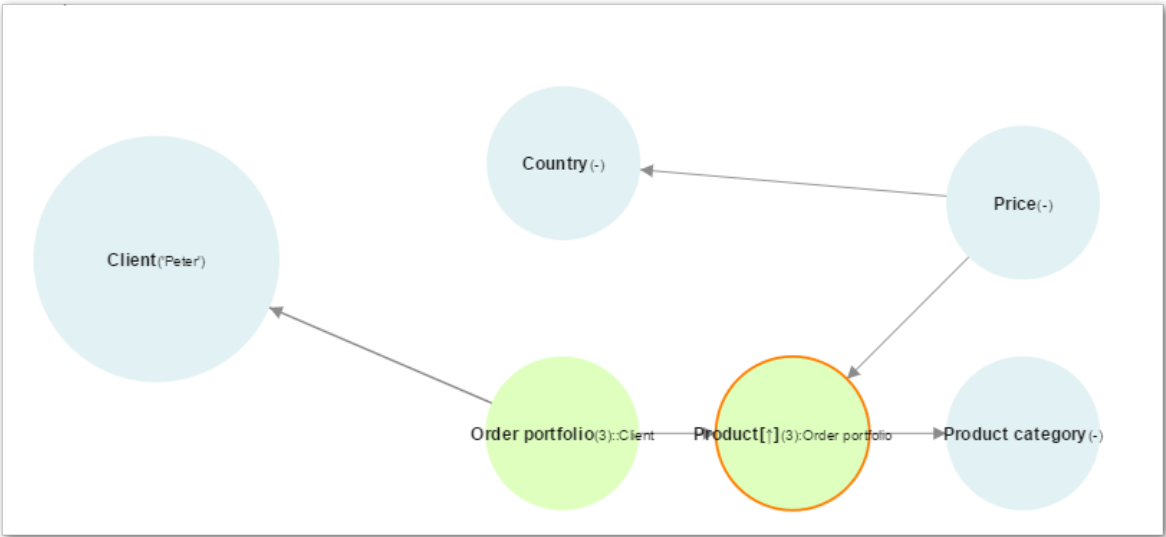 Country(-)
Price(-)
Client('Peter')
Order portfolio(3)::Client
Product[↑](3):Order portfolio
Product category(-)